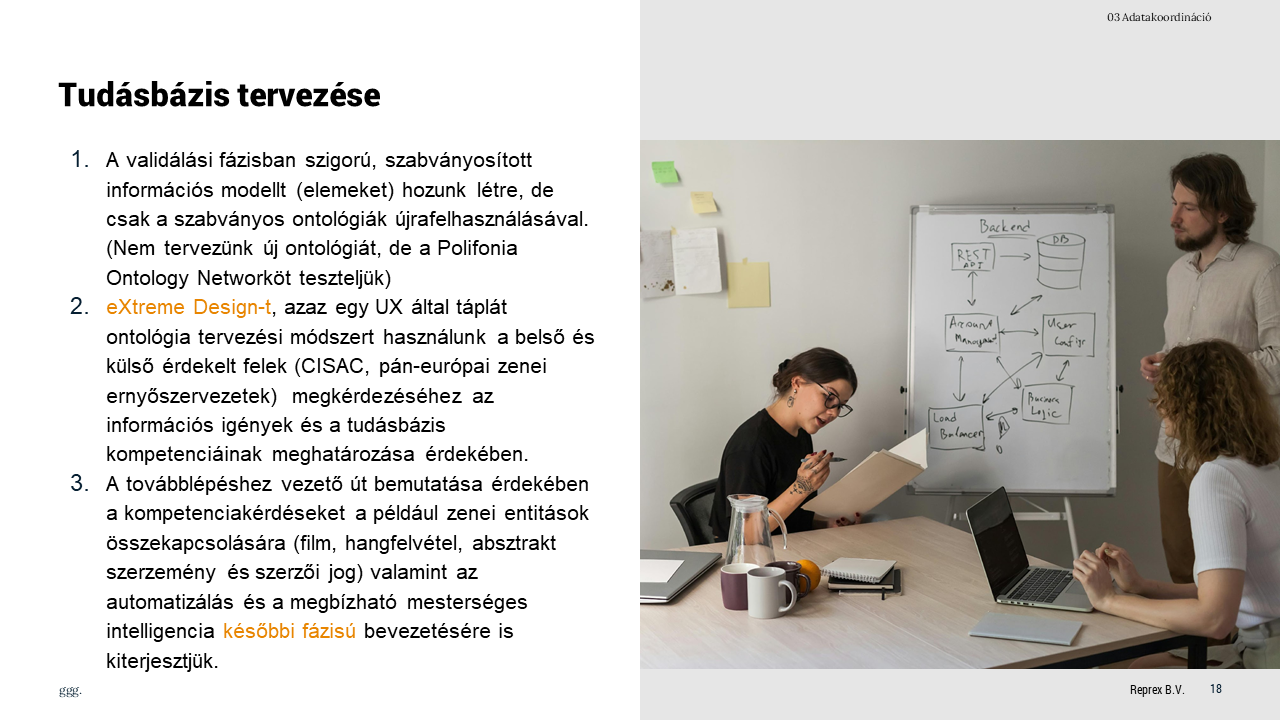 03 Adatakoordináció
Tudásbázis tervezése
1. A validálási fázisban szigorú, szabványosított
információs modellt (elemeket) hozunk létre, de
csak a szabványos ontológiák újrafelhasználásával.
(Nem tervezünk új ontológiát, de a Polifonia
Ontology Networköt teszteljük)
2. eXtreme Design-t, azaz egy UX által táplát
ontológia tervezési módszert használunk a belső és
külső érdekelt felek (CISAC, pán-európai zenei
ernyőszervezetek) megkérdezéséhez az
információs igények és a tudásbázis
kompetenciáinak meghatározása érdekében.
3. A továbblépéshez vezető út bemutatása érdekében
a kompetenciakérdéseket a például zenei entitások
összekapcsolására (film, hangfelvétel, absztrakt
szerzemény és szerzői jog) valamint az
automatizálás és a megbízható mesterséges
intelligencia későbbi fázisú bevezetésére is
kiterjesztjük.
Backend
DB
REST
API
Account
User
Logic
Load
Balancer
ggg.
Reprex B.V. 18